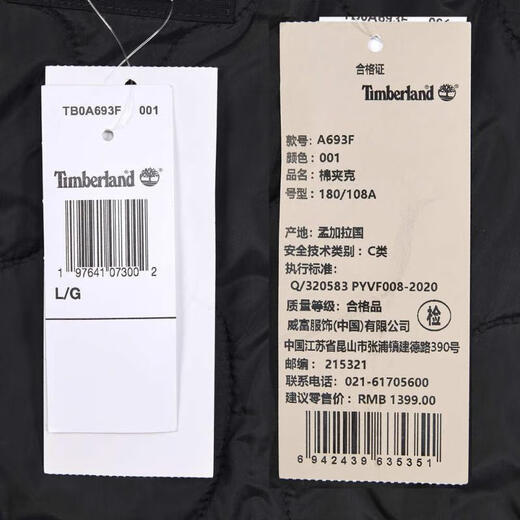 TB0A693F 001
Timberland
1 97641 07300 2
L/G
TB0A693F 001
合格证
Timberland
款号: A693F
颜色: 001
品名: 棉夹克
号型: 180/108A
产地: 孟加拉国
安全技术类别: C类
执行标准:
Q/320583 PYVF008-2020
质量等级: 合格品
威富服饰(中国)有限公司
检
中国江苏省昆山市张浦镇建德路390号
邮编: 215321
联系电话: 021-61705600
建议零售价: RMB 1399.00
6 942439 635351